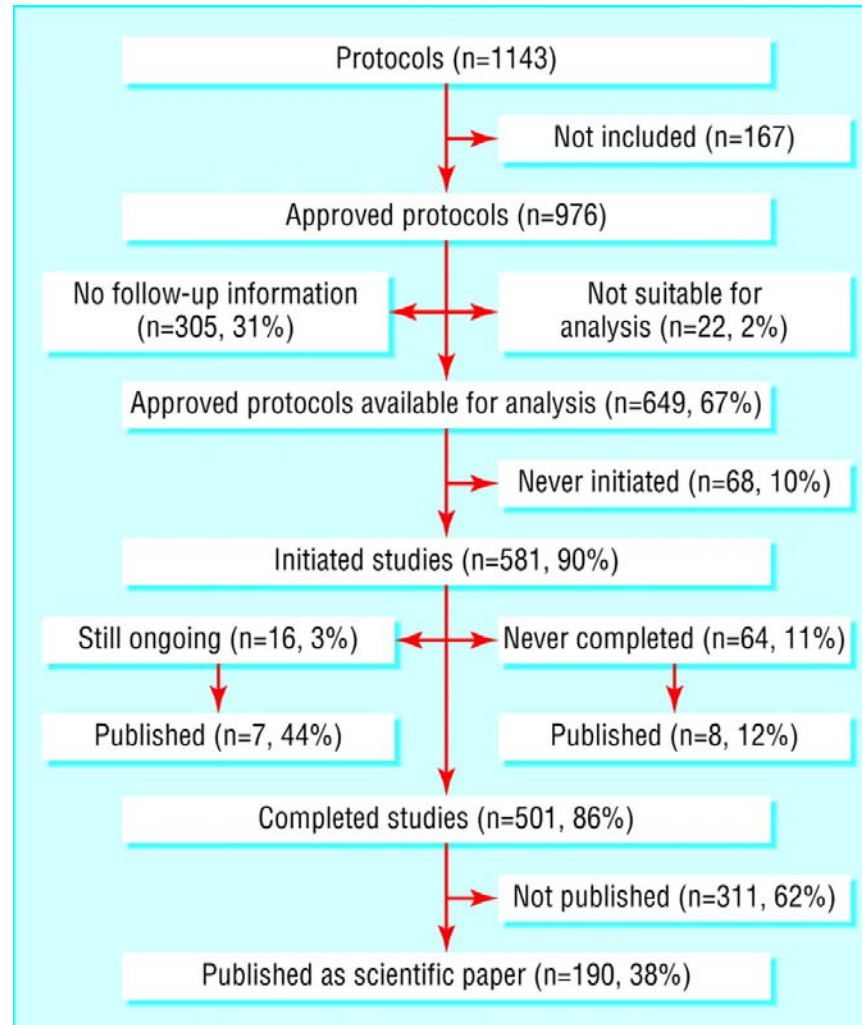 Protocols (n=1143)
Not included (n=167)
Approved protocols (n=976)
No follow-up information
(n=305, 31%)
Not suitable for
analysis (n=22, 2%)
Approved protocols available for analysis (n=649, 67%)
Never initiated (n=68, 10%)
Initiated studies (n=581, 90%)
Still ongoing (n=16, 3%)
Never completed (n=64, 11%)
Published (n=7, 44%)
Published (n=8, 12%)
Completed studies (n=501, 86%)
Not published (n=311, 62%)
Published as scientific paper (n=190, 38%)